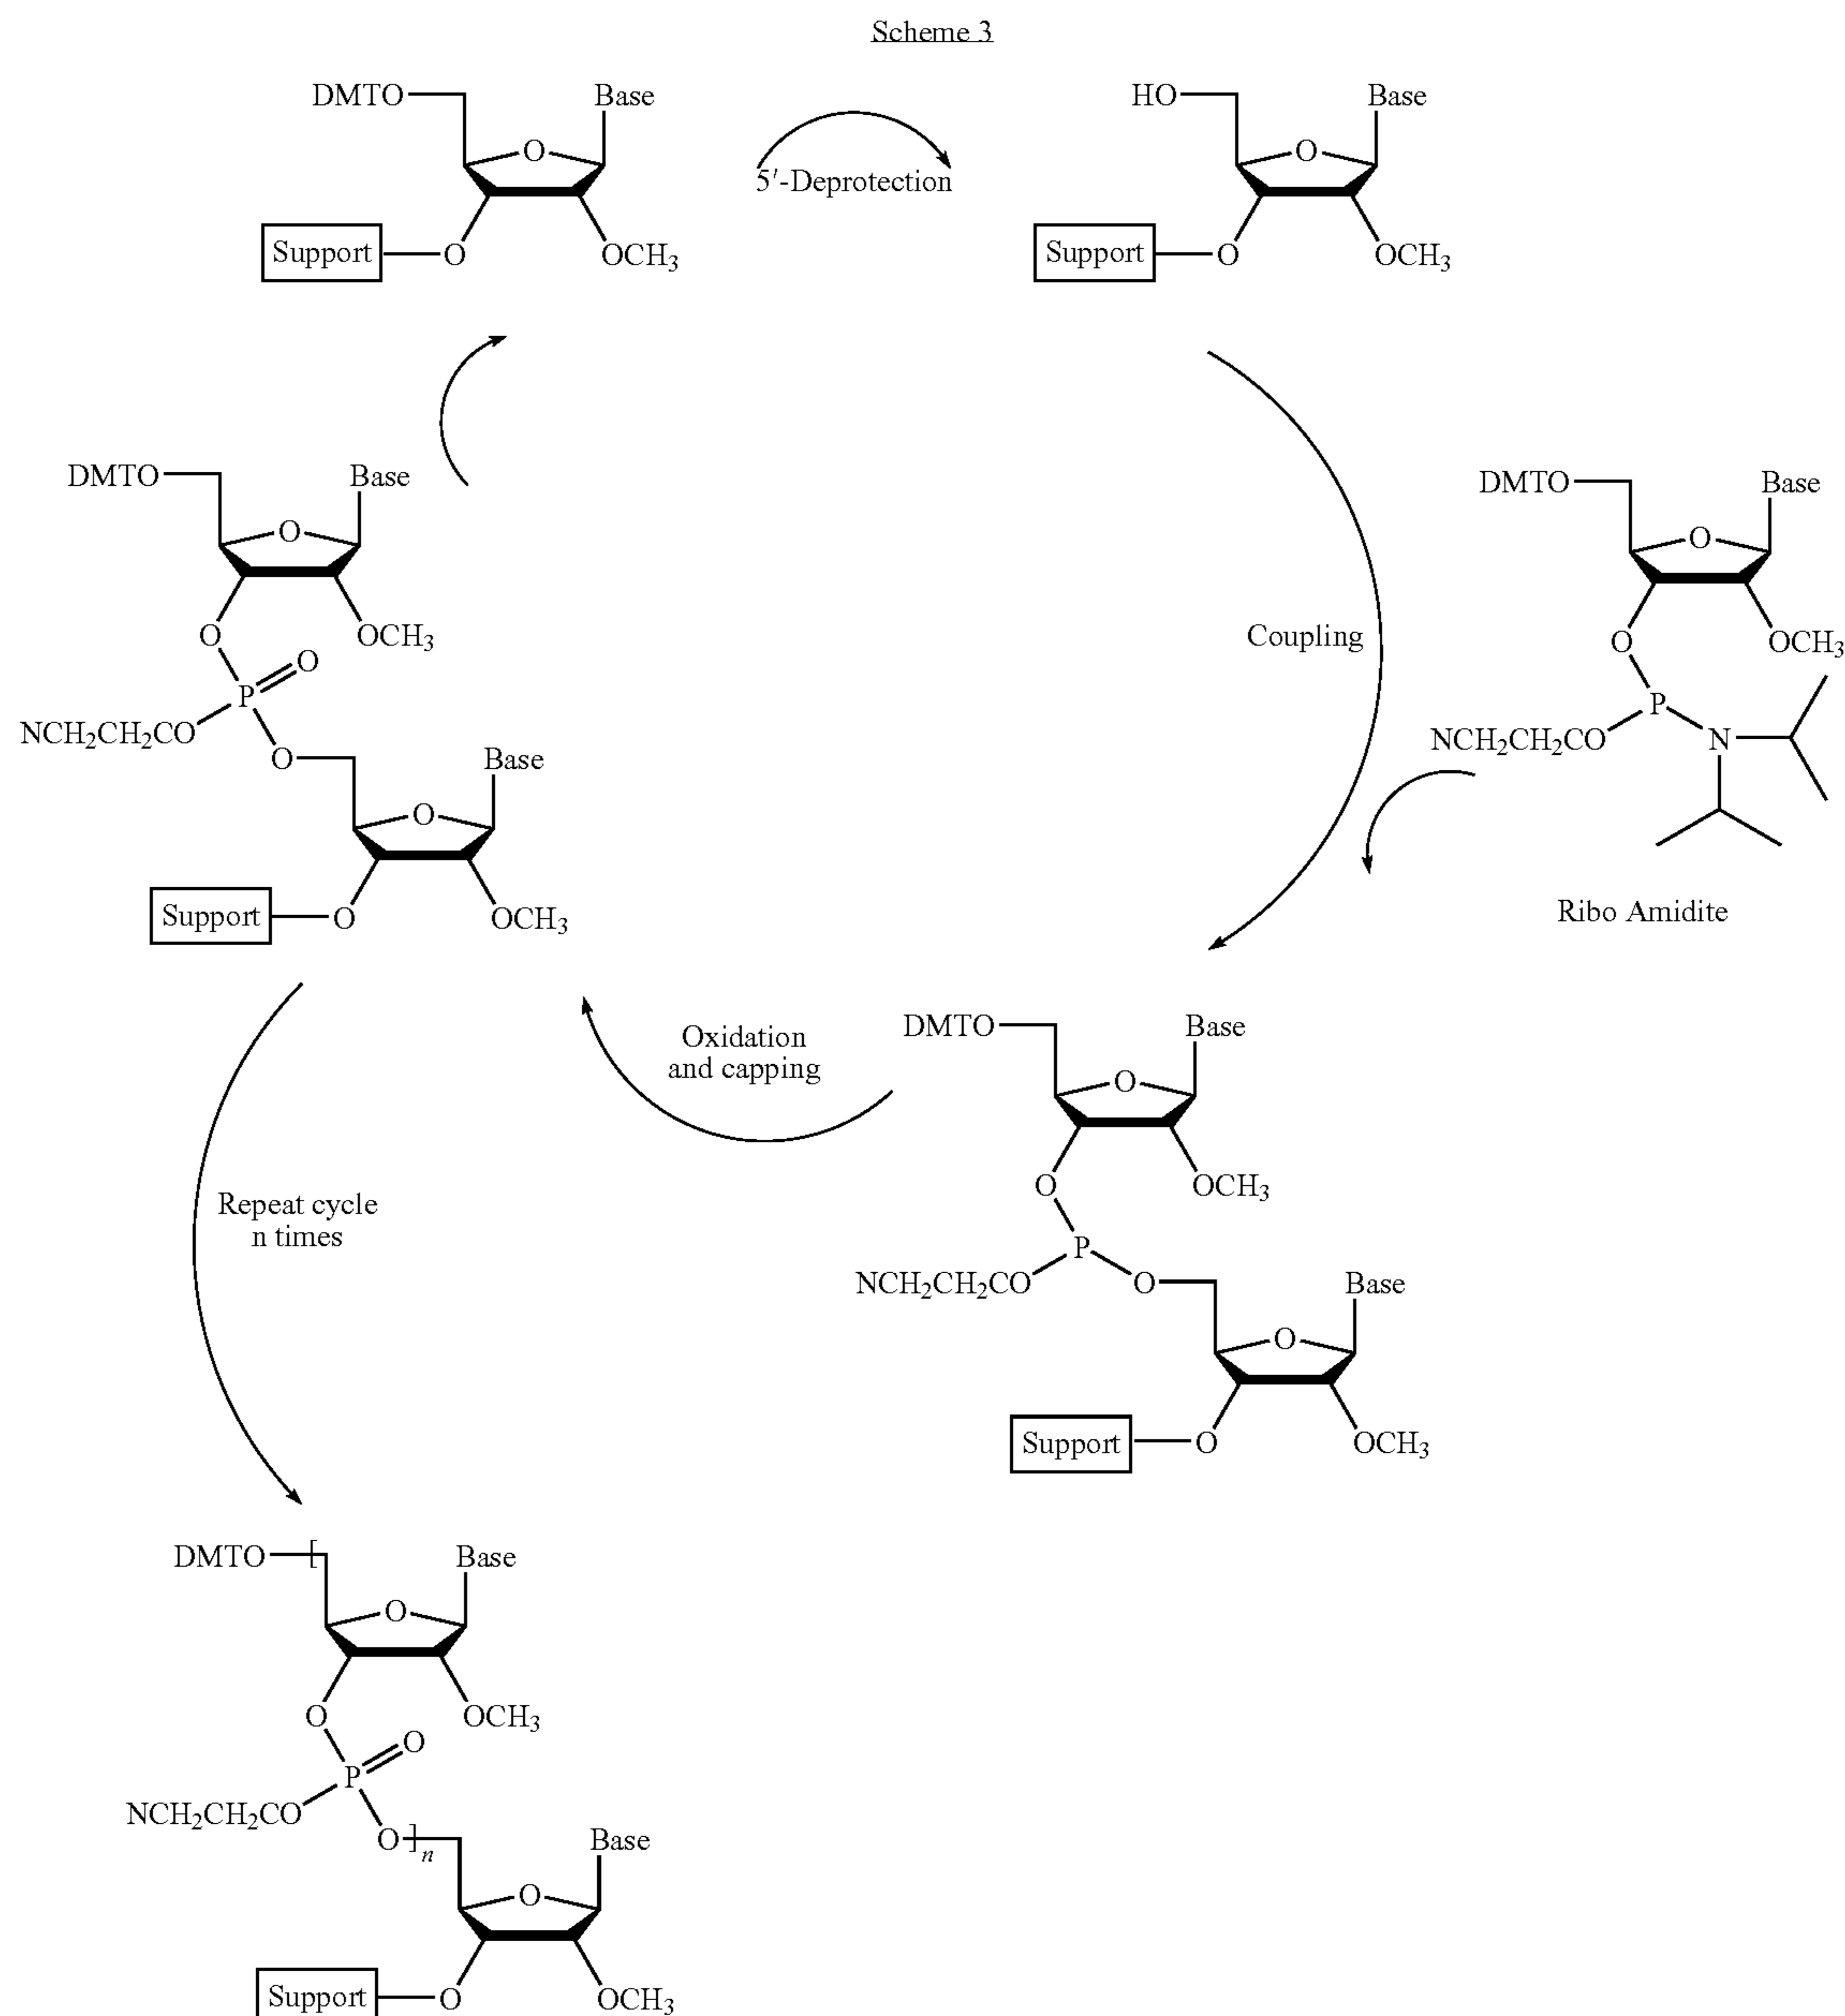 Scheme 3
DMTO
Base
O
Support
O
OCH3
5′-Deprotection
HO
Base
O
Support
O
OCH3
DMTO
Base
O
O
OCH3
O
P
NCH2CH2CO
O
Base
O
Support
O
OCH3
Coupling
DMTO
Base
O
O
OCH3
P
NCH2CH2CO
N
Ribo Amidite
Oxidation
and capping
DMTO
Base
O
O
OCH3
P
NCH2CH2CO
O
Base
O
Support
O
OCH3
Repeat cycle
n times
DMTO
[
Base
O
O
OCH3
O
P
NCH2CH2CO
O
]n
Base
O
Support
O
OCH3